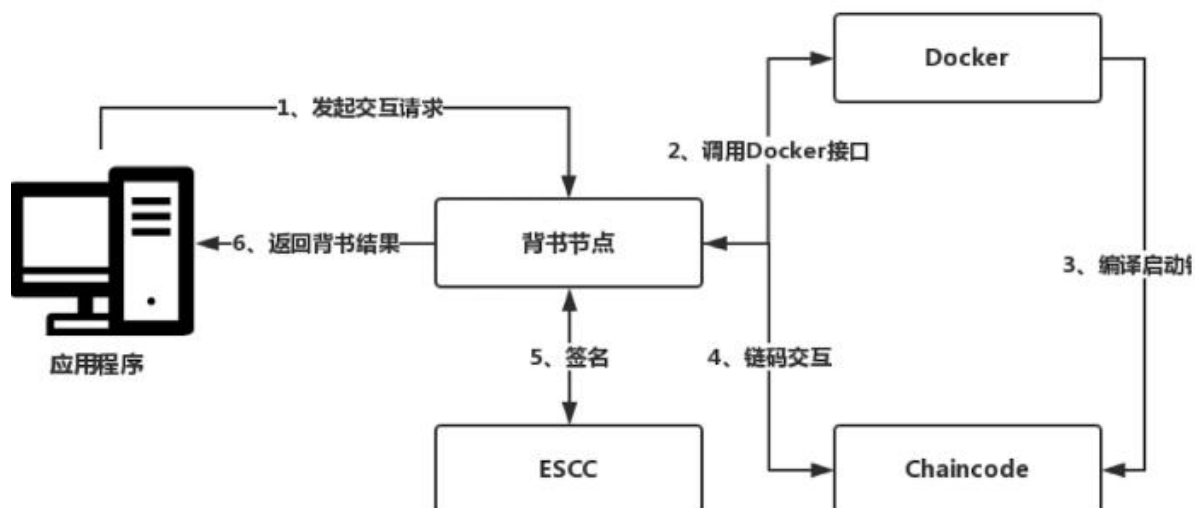 Docker
1、发起交互请求
2、调用Docker接口
背书节点
6、返回背书结果
3、编译启动
5、签名
4、链码交互
应用程序
ESCC
Chaincode